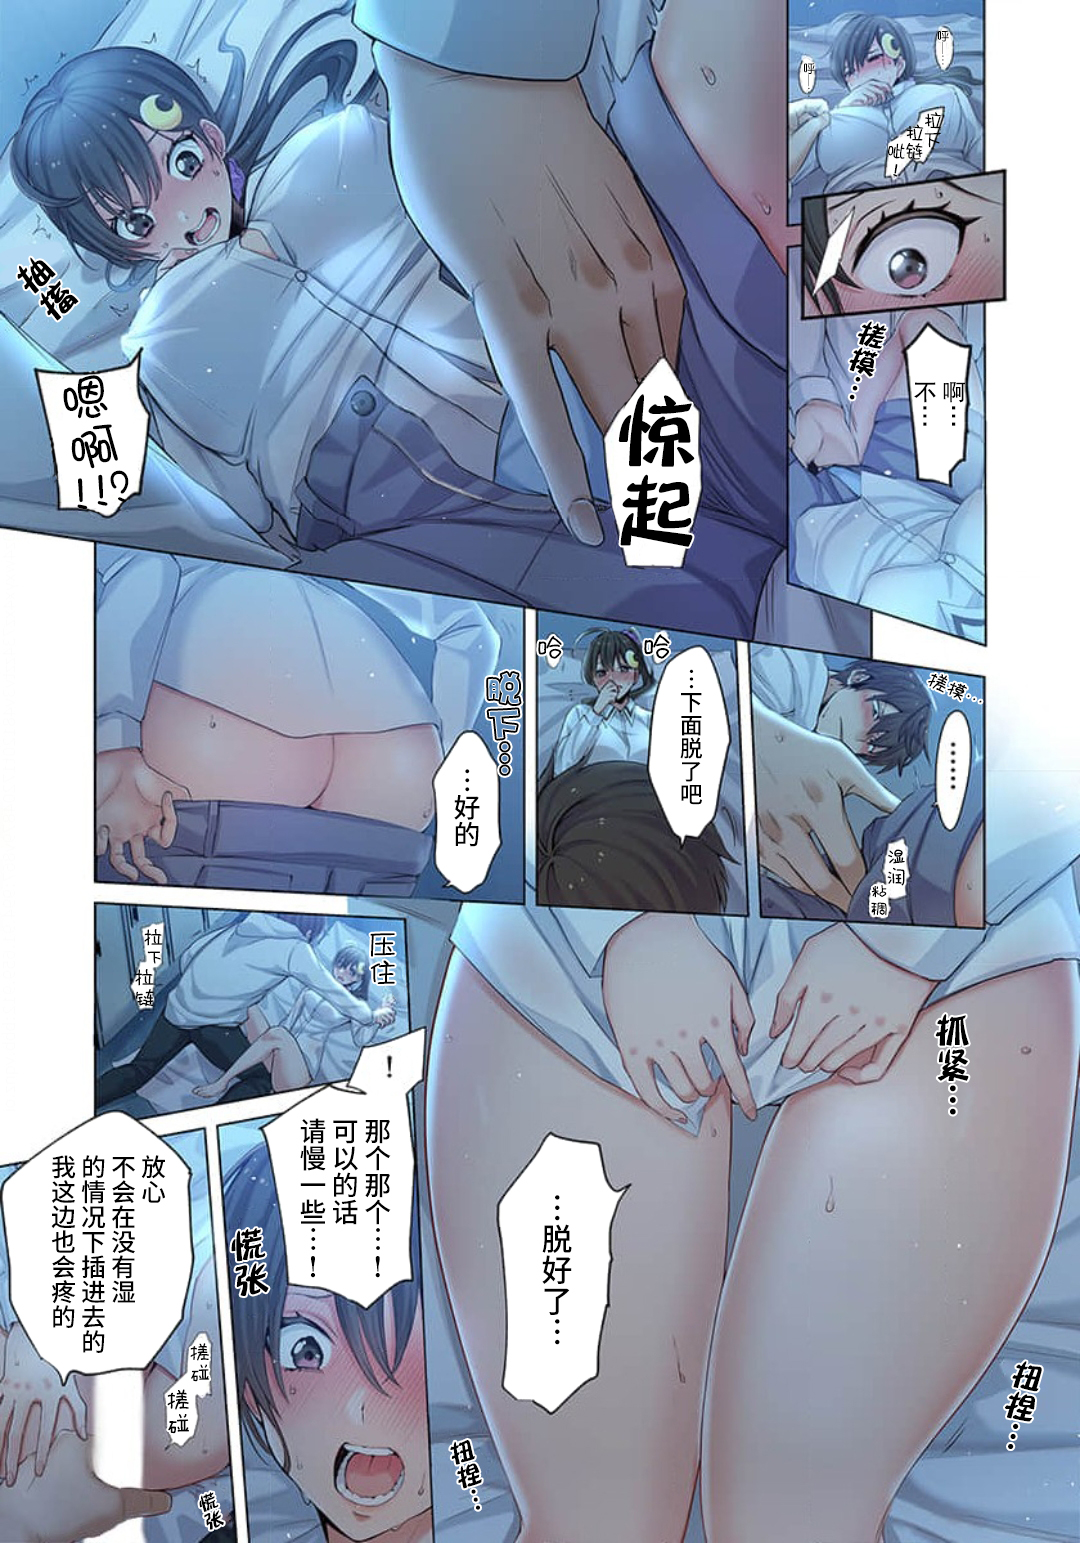 呼……
呼……
拉下
拉链
呲！
啊…
不…
搓摸…
惊起
抽搐
嗯
啊
!!?
搓摸…
……
湿润
粘稠
…下面脱了吧
哈
哈
脱下…
…好的
抓紧…
…脱好了…
扭捏…
扭捏…
压住
拉下
拉链
！
那个那个…！
可以的话
请慢一些…！
慌张
放心
不会在没有湿
的情况下插进去的
我这边也会疼的
搓碰
搓碰
慌张